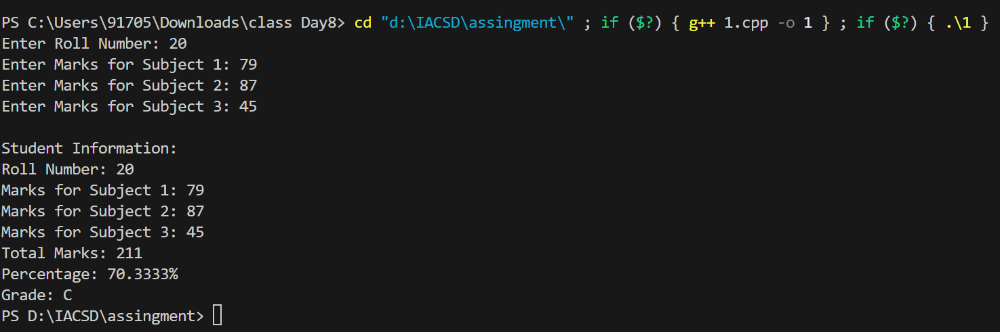 PS C:\Users\91705\Downloads\class Day8> cd "d:\IACSD\assingment\" ; if ($?) { g++ 1.cpp -o 1 } ; if ($?) { .\1 }
Enter Roll Number: 20
Enter Marks for Subject 1: 79
Enter Marks for Subject 2: 87
Enter Marks for Subject 3: 45
Student Information:
Roll Number: 20
Marks for Subject 1: 79
Marks for Subject 2: 87
Marks for Subject 3: 45
Total Marks: 211
Percentage: 70.3333%
Grade: C
PS D:\IACSD\assingment>